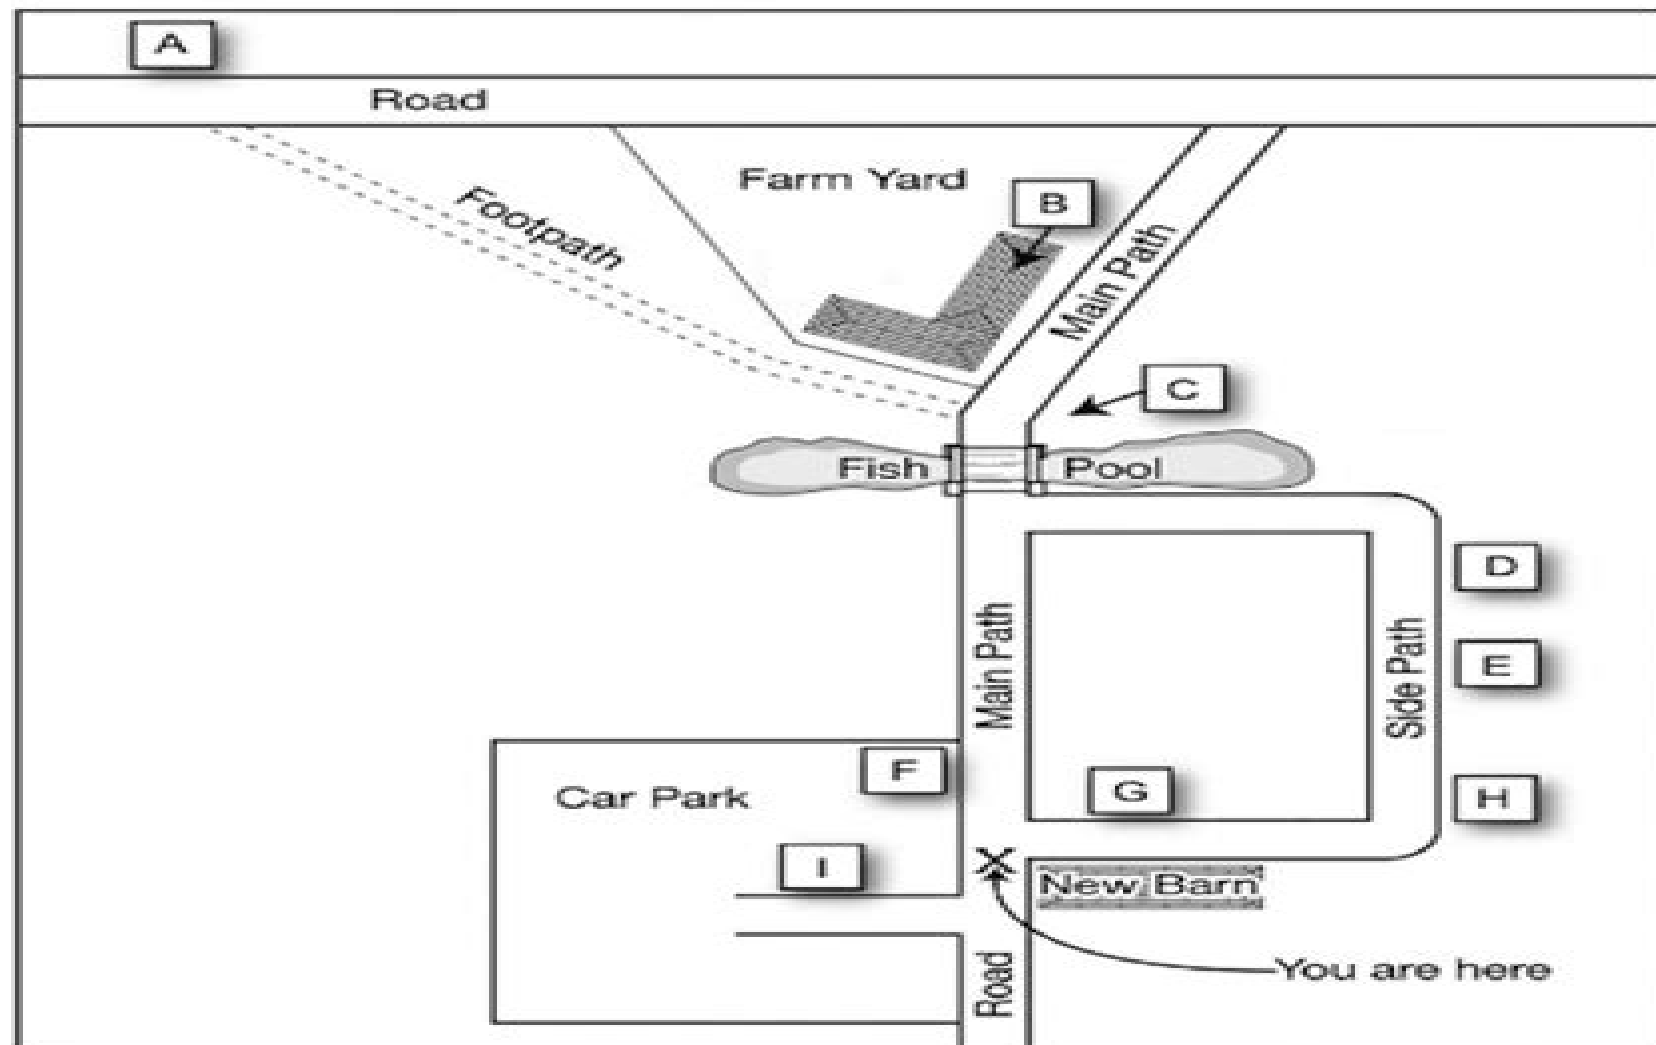 A
Road
Farm Yard
B
Footpath
Main Path
C
Fish
Pool
D
Main Path
Side Path
E
F
Car Park
G
H
I
X
New Barn
Road
You are here